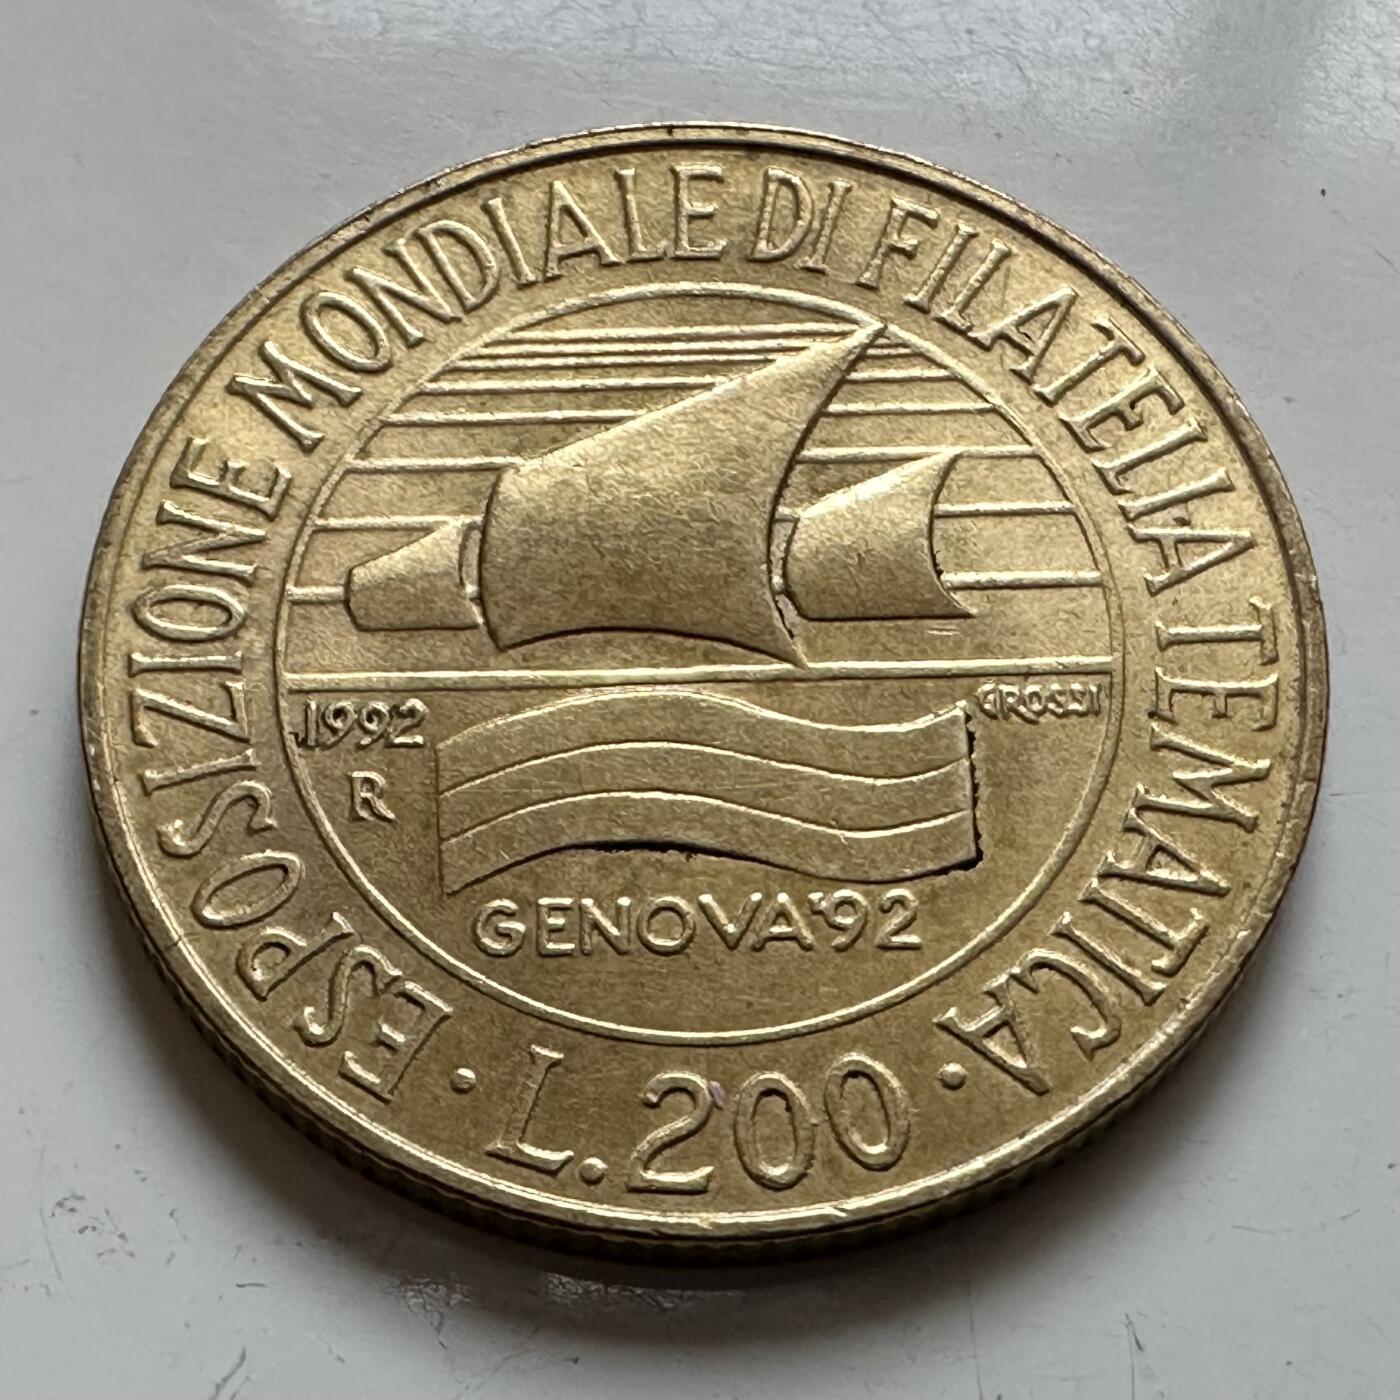 ESPOSIZIONE MONDIALE DI FILATELIA TEMATICA
1992
GROSSI
R
GENOVA'92
· L.200 ·